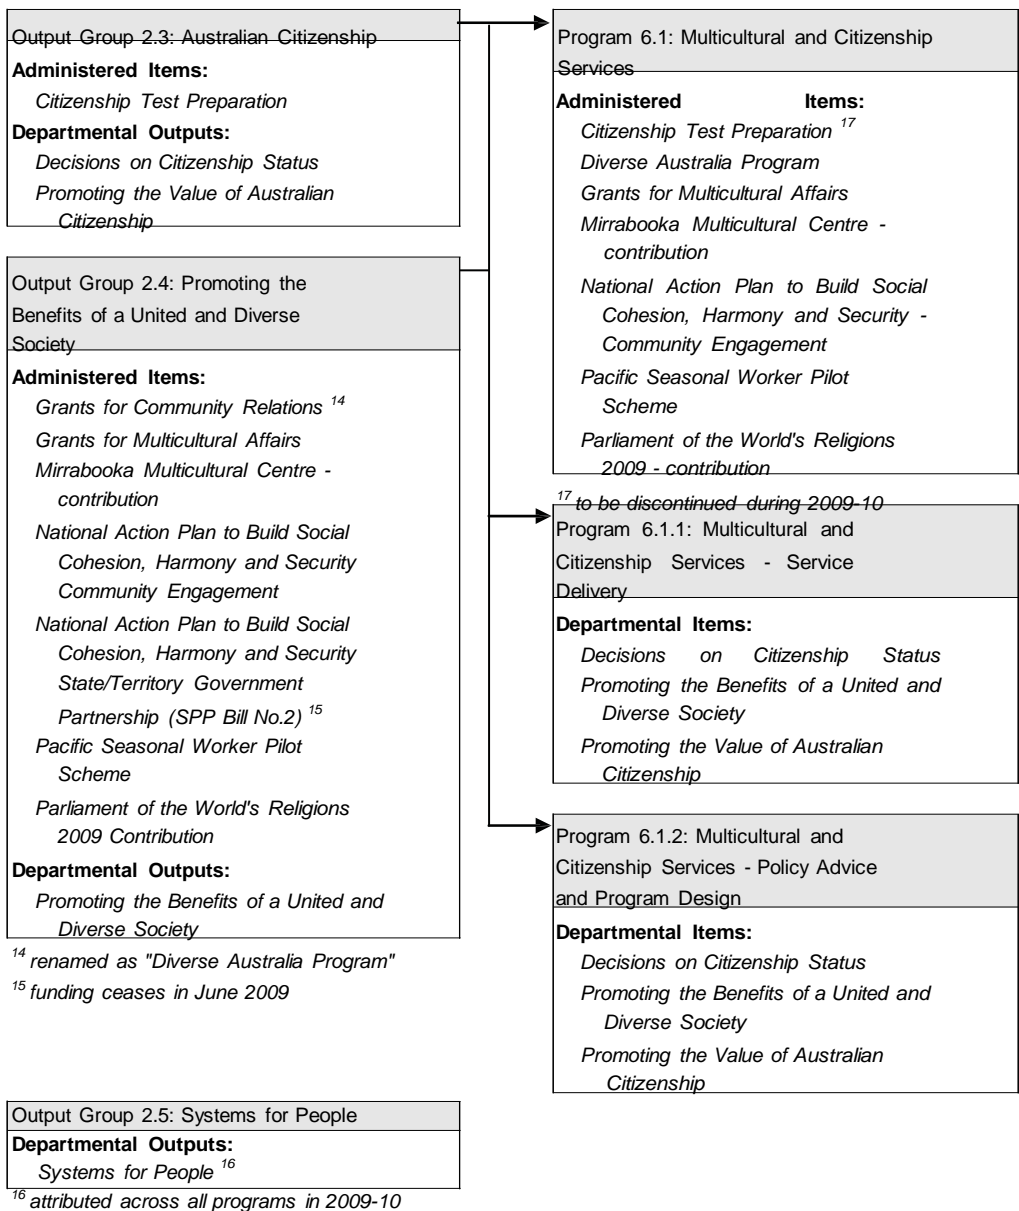 Output Group 2.3: Australian Citizenship
Administered Items:
Citizenship Test Preparation
Departmental Outputs:
Decisions on Citizenship Status
Promoting the Value of Australian
Citizenship
Output Group 2.4: Promoting the
Benefits of a United and Diverse
Society
Administered Items:
Grants for Community Relations 14
Grants for Multicultural Affairs
Mirrabooka Multicultural Centre -
contribution
National Action Plan to Build Social
Cohesion, Harmony and Security
Community Engagement
National Action Plan to Build Social
Cohesion, Harmony and Security
State/Territory Government
Partnership (SPP Bill No.2) 15
Pacific Seasonal Worker Pilot
Scheme
Parliament of the World's Religions
2009 Contribution
Departmental Outputs:
Promoting the Benefits of a United and
Diverse Society
14 renamed as "Diverse Australia Program"
15 funding ceases in June 2009
Output Group 2.5: Systems for People
Departmental Outputs:
Systems for People 16
16 attributed across all programs in 2009-10
Program 6.1: Multicultural and Citizenship
Services
Administered Items:
Citizenship Test Preparation 17
Diverse Australia Program
Grants for Multicultural Affairs
Mirrabooka Multicultural Centre -
contribution
National Action Plan to Build Social
Cohesion, Harmony and Security -
Community Engagement
Pacific Seasonal Worker Pilot
Scheme
Parliament of the World's Religions
2009 - contribution
17 to be discontinued during 2009-10
Program 6.1.1: Multicultural and
Citizenship Services - Service
Delivery
Departmental Items:
Decisions on Citizenship Status
Promoting the Benefits of a United and
Diverse Society
Promoting the Value of Australian
Citizenship
Program 6.1.2: Multicultural and
Citizenship Services - Policy Advice
and Program Design
Departmental Items:
Decisions on Citizenship Status
Promoting the Benefits of a United and
Diverse Society
Promoting the Value of Australian
Citizenship